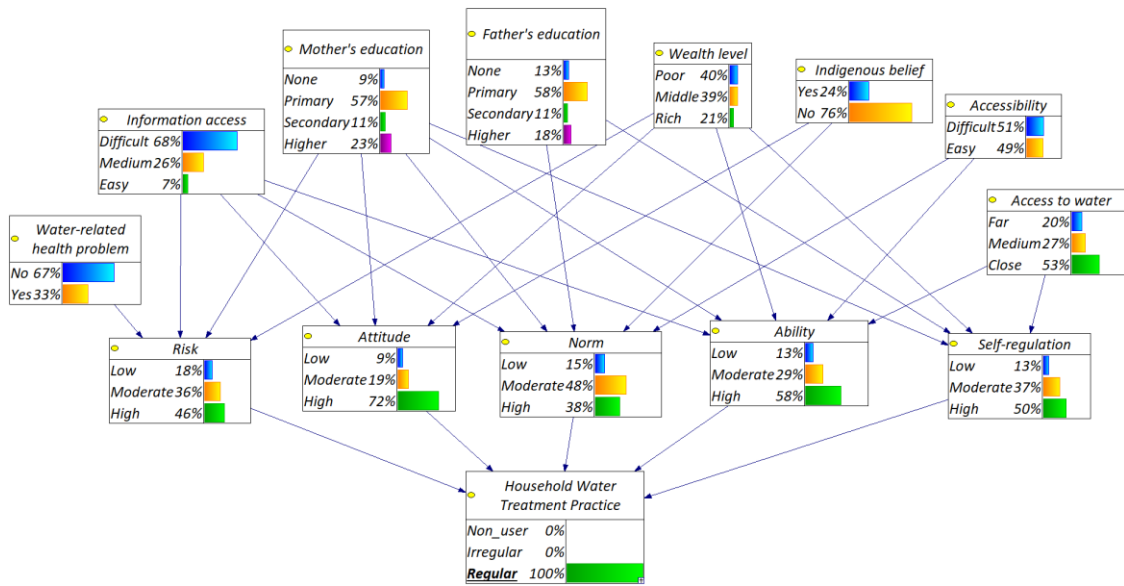 Mother's education
None 9%
Primary 57%
Secondary 11%
Higher 23%
Father's education
None 13%
Primary 58%
Secondary 11%
Higher 18%
Wealth level
Poor 40%
Middle 39%
Rich 21%
Indigenous belief
Yes 24%
No 76%
Information access
Difficult 68%
Medium 26%
Easy 7%
Accessibility
Difficult 51%
Easy 49%
Water-related
health problem
No 67%
Yes 33%
Access to water
Far 20%
Medium 27%
Close 53%
Risk
Low 18%
Moderate 36%
High 46%
Attitude
Low 9%
Moderate 19%
High 72%
Norm
Low 15%
Moderate 48%
High 38%
Ability
Low 13%
Moderate 29%
High 58%
Self-regulation
Low 13%
Moderate 37%
High 50%
Household Water
Treatment Practice
Non_user 0%
Irregular 0%
Regular 100%